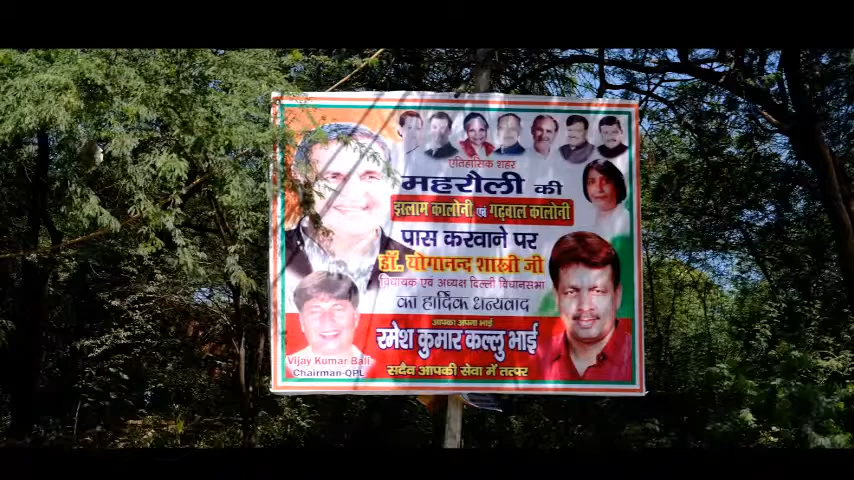 ऐतिहासिक शहर
महरौली की
इस्लाम कालोनी एवं गढ़वाल कालोनी
पास करवाने पर
डॉ. योगानन्द शास्त्री जी
विधायक एवं अध्यक्ष दिल्ली विधानसभा
का हार्दिक धन्यवाद
आपका अपना भाई
रमेश कुमार कल्लु भाई
सदैव आपकी सेवा में तत्पर
Vijay Kumar Bali
Chairman-QPL